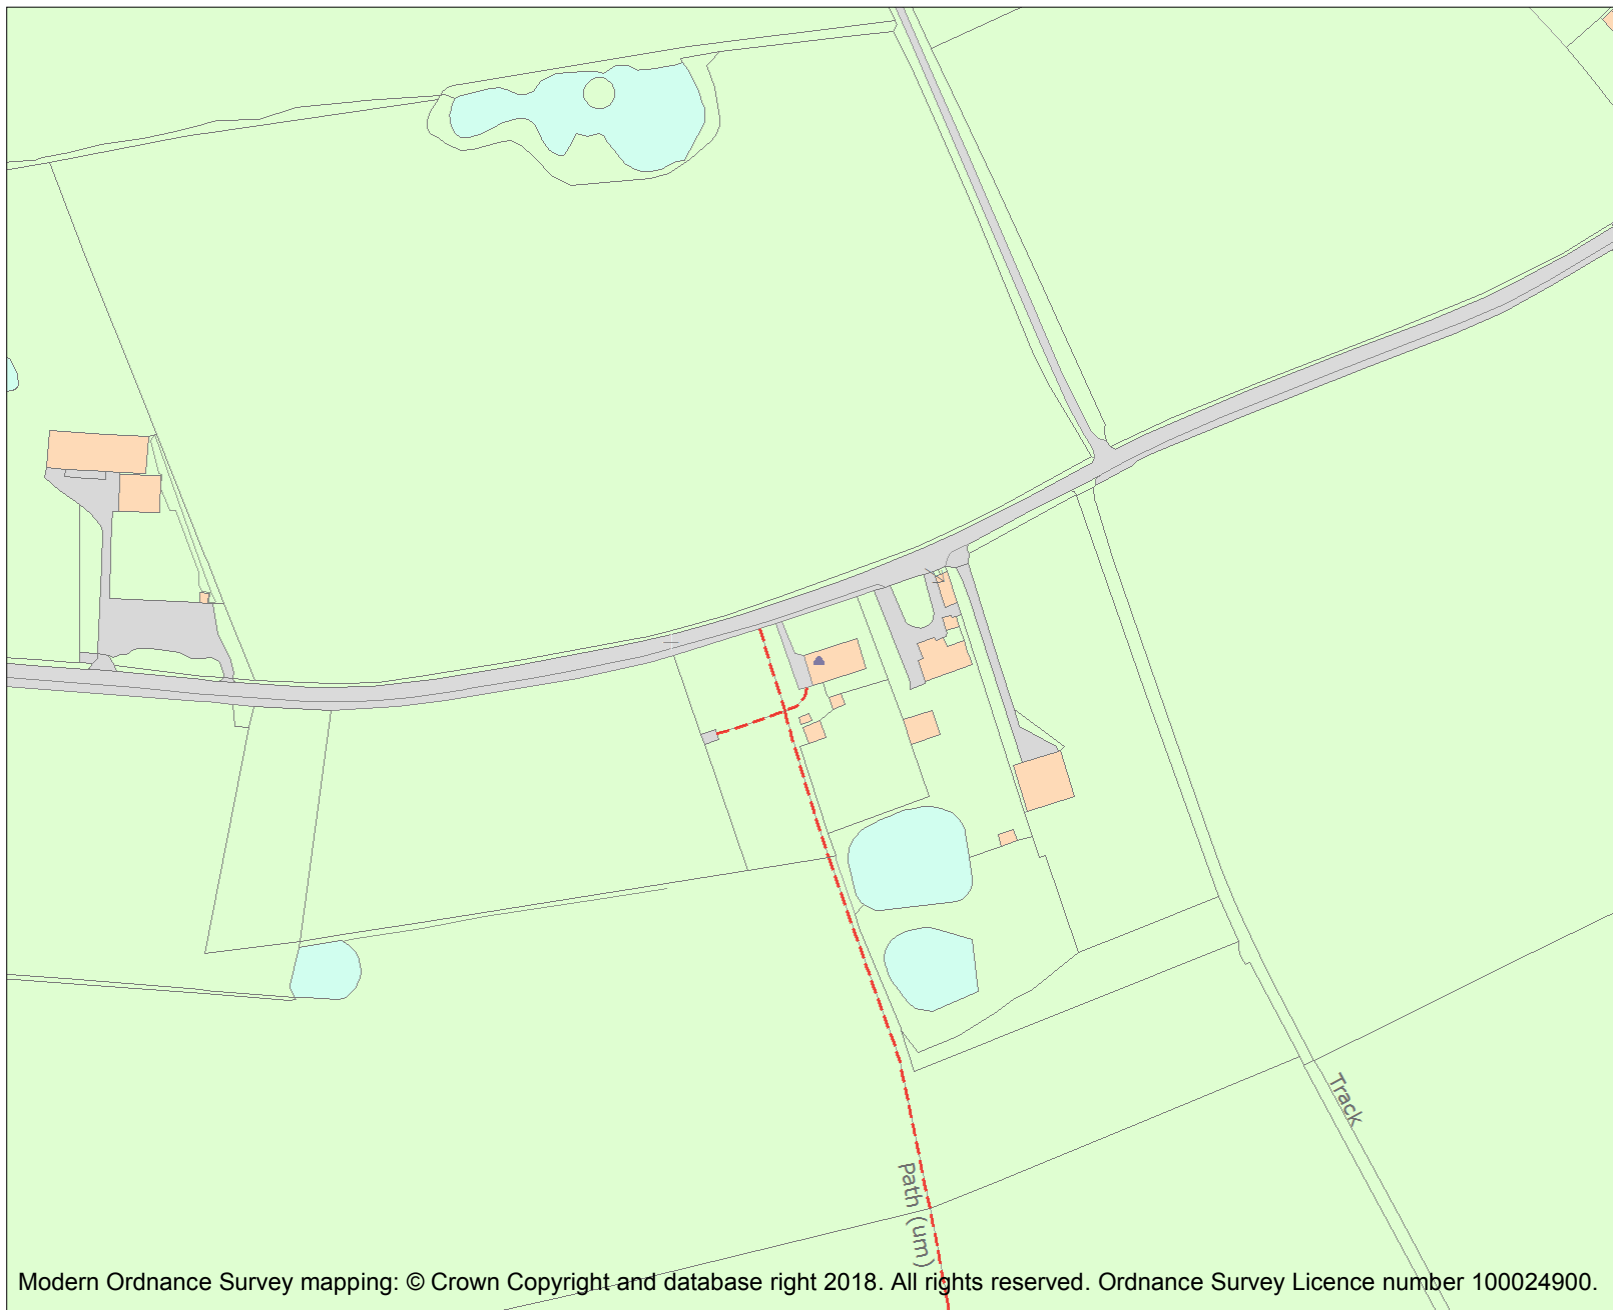 Track
Path (um)
Modern Ordnance Survey mapping: © Crown Copyright and database right 2018. All rights reserved. Ordnance Survey Licence number 100024900.